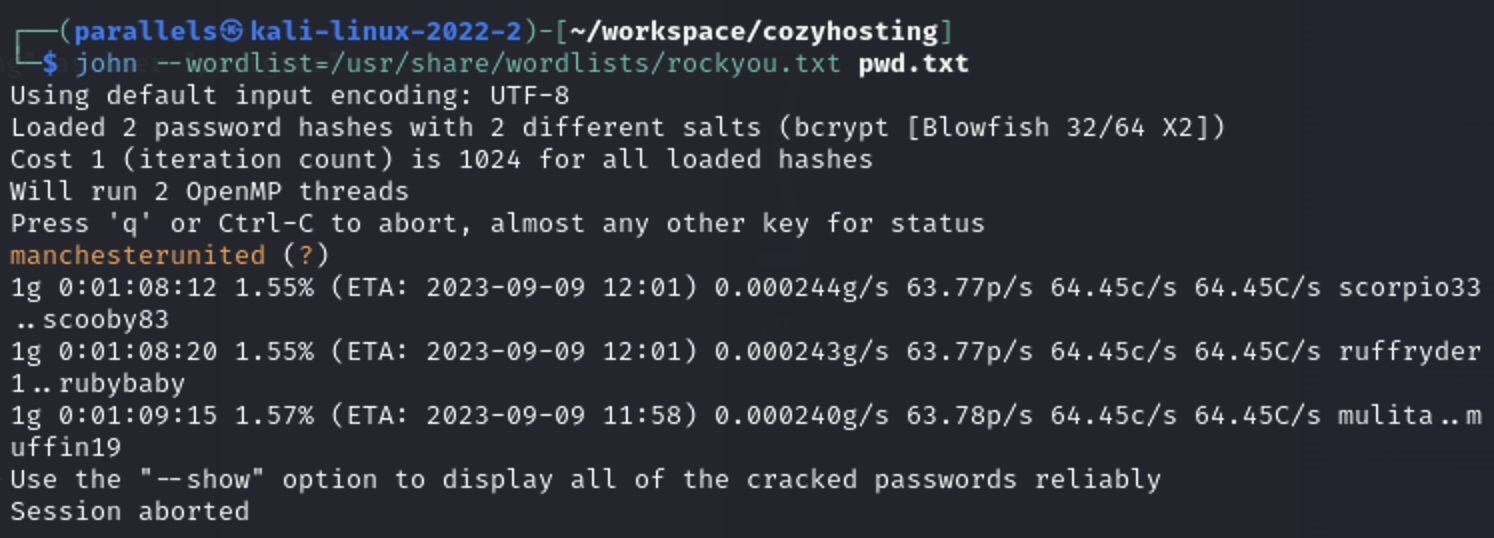 ┌──(parallels㉿kali-linux-2022-2)-[~/workspace/cozyhosting]
└─$ john --wordlist=/usr/share/wordlists/rockyou.txt pwd.txt
Using default input encoding: UTF-8
Loaded 2 password hashes with 2 different salts (bcrypt [Blowfish 32/64 X2])
Cost 1 (iteration count) is 1024 for all loaded hashes
Will run 2 OpenMP threads
Press 'q' or Ctrl-C to abort, almost any other key for status
manchesterunited (?)
1g 0:01:08:12 1.55% (ETA: 2023-09-09 12:01) 0.000244g/s 63.77p/s 64.45c/s 64.45C/s scorpio33
..scooby83
1g 0:01:08:20 1.55% (ETA: 2023-09-09 12:01) 0.000243g/s 63.77p/s 64.45c/s 64.45C/s ruffryder
1..rubybaby
1g 0:01:09:15 1.57% (ETA: 2023-09-09 11:58) 0.000240g/s 63.78p/s 64.45c/s 64.45C/s mulita..m
uffin19
Use the "--show" option to display all of the cracked passwords reliably
Session aborted